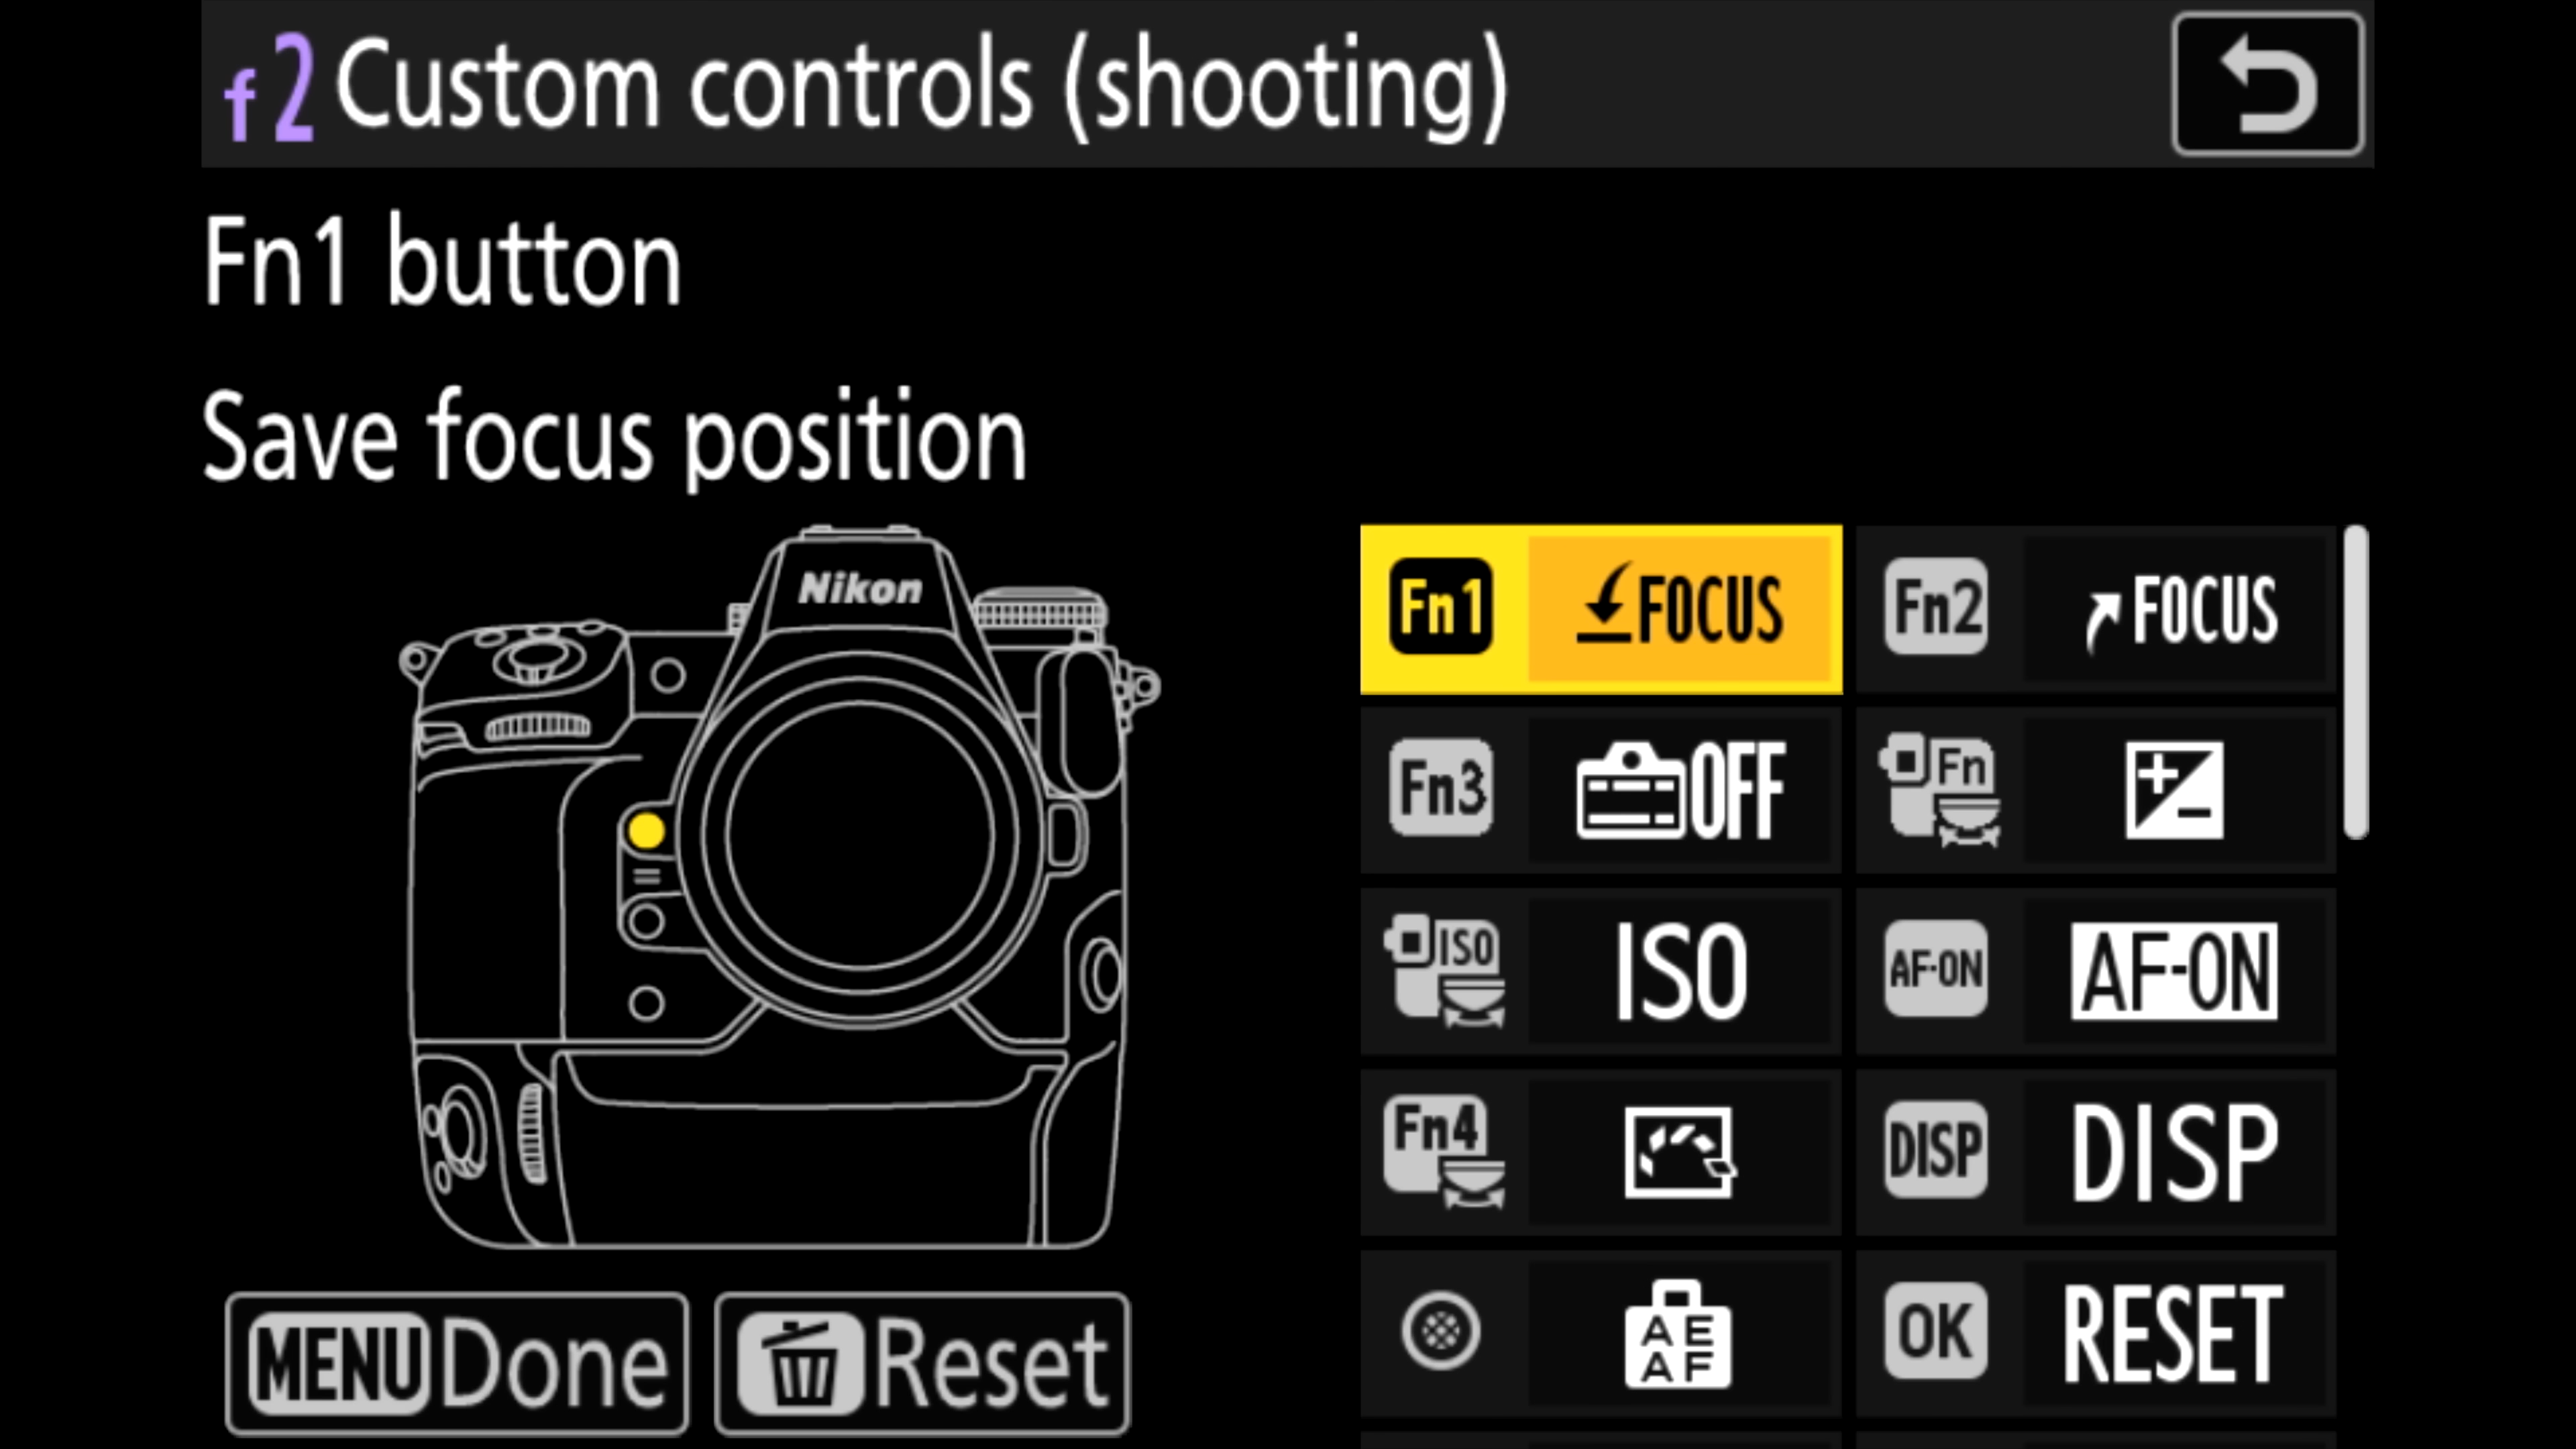 f2 Custom controls (shooting)
Fn1 button
Save focus position
Nikon
Fn1 FOCUS Fn2 FOCUS
Fn3 OFF Fn
ISO ISO AF-ON AF-ON
Fn4 DISP DISP
AE AF OK RESET
MENU Done Reset